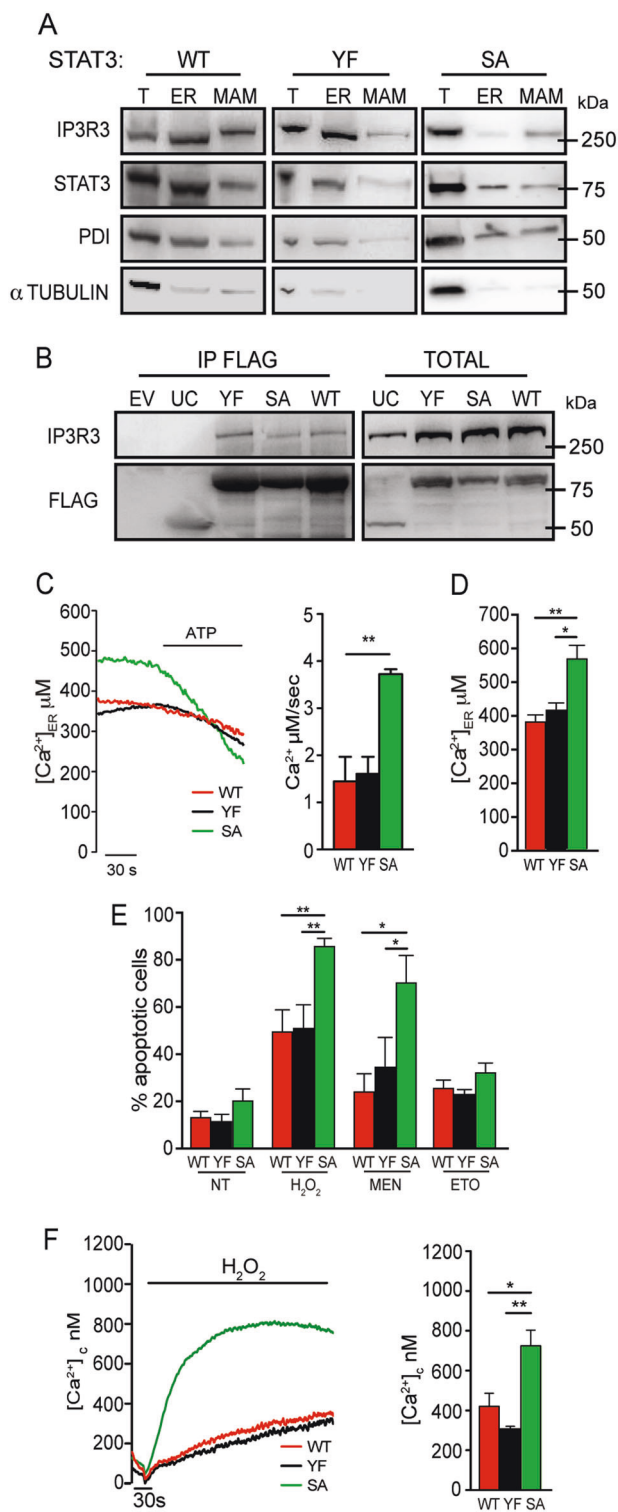 A
STAT3: WT YF SA
T ER MAM T ER MAM T ER MAM kDa
IP3R3 250
STAT3 75
PDI 50
α TUBULIN 50
B
IP FLAG TOTAL
EV UC YF SA WT UC YF SA WT kDa
IP3R3 250
FLAG 75
50
C
600
500
400
300
200
100
0
[Ca²⁺]ER µM
ATP
WT
YF
SA
30 s
5
4
3
2
1
0
Ca²⁺ µM/sec
**
WT YF SA
D
700
600
500
400
300
200
100
0
[Ca²⁺]ER µM
**
*
WT YF SA
E
100
80
60
40
20
0
% apoptotic cells
**
**
*
*
WT YF SA WT YF SA WT YF SA WT YF SA
NT H₂O₂ MEN ETO
F
1200
1000
800
600
400
200
0
[Ca²⁺]c nM
H₂O₂
WT
YF
SA
30s
1200
1000
800
600
400
200
0
[Ca²⁺]c nM
*
**
WT YF SA